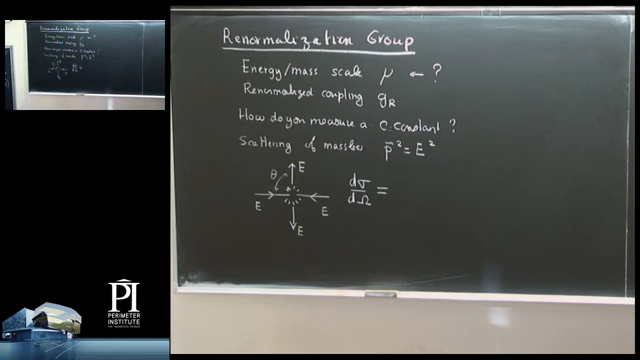 Renormalization Group
Energy/mass scale μ ← ?
Renormalized coupling g_R
How do you measure a c. constant ?
Scattering of massless p⃗² = E²
θ
E
E
E
E
dσ/dΩ =
PI
PERIMETER
INSTITUTE
FOR THEORETICAL PHYSICS